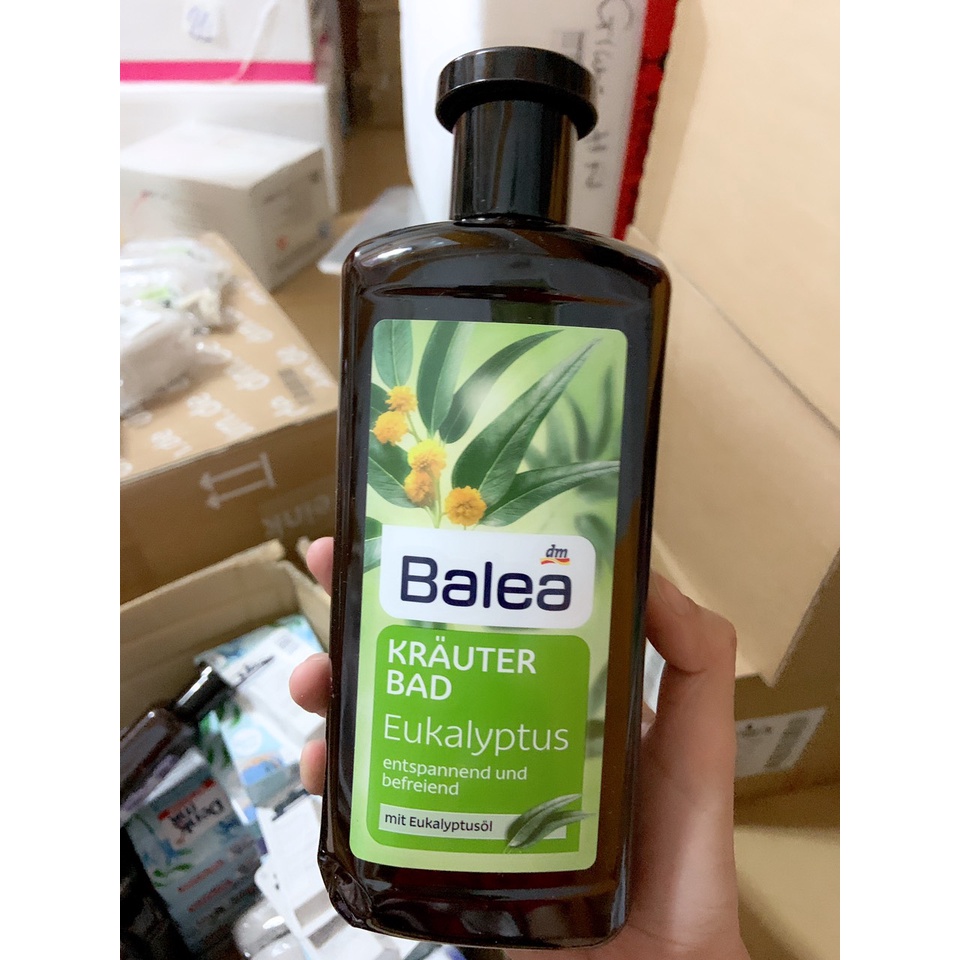 dm
Balea
KRÄUTER
BAD
Eukalyptus
entspannend und
befreiend
mit Eukalyptusöl